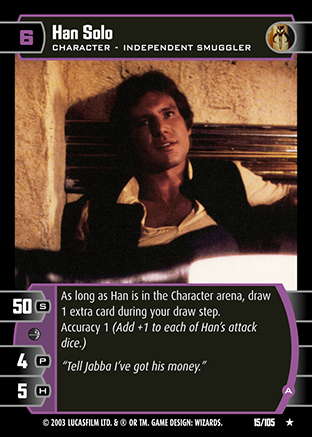 6
Han Solo
CHARACTER - INDEPENDENT SMUGGLER
50 S
As long as Han is in the Character arena, draw
1 extra card during your draw step.
Accuracy 1 (Add +1 to each of Han's attack
dice.)
4 P
"Tell Jabba I've got his money."
5 H
A
© 2003 LUCASFILM LTD. & ® OR TM. GAME DESIGN: WIZARDS.
15/105